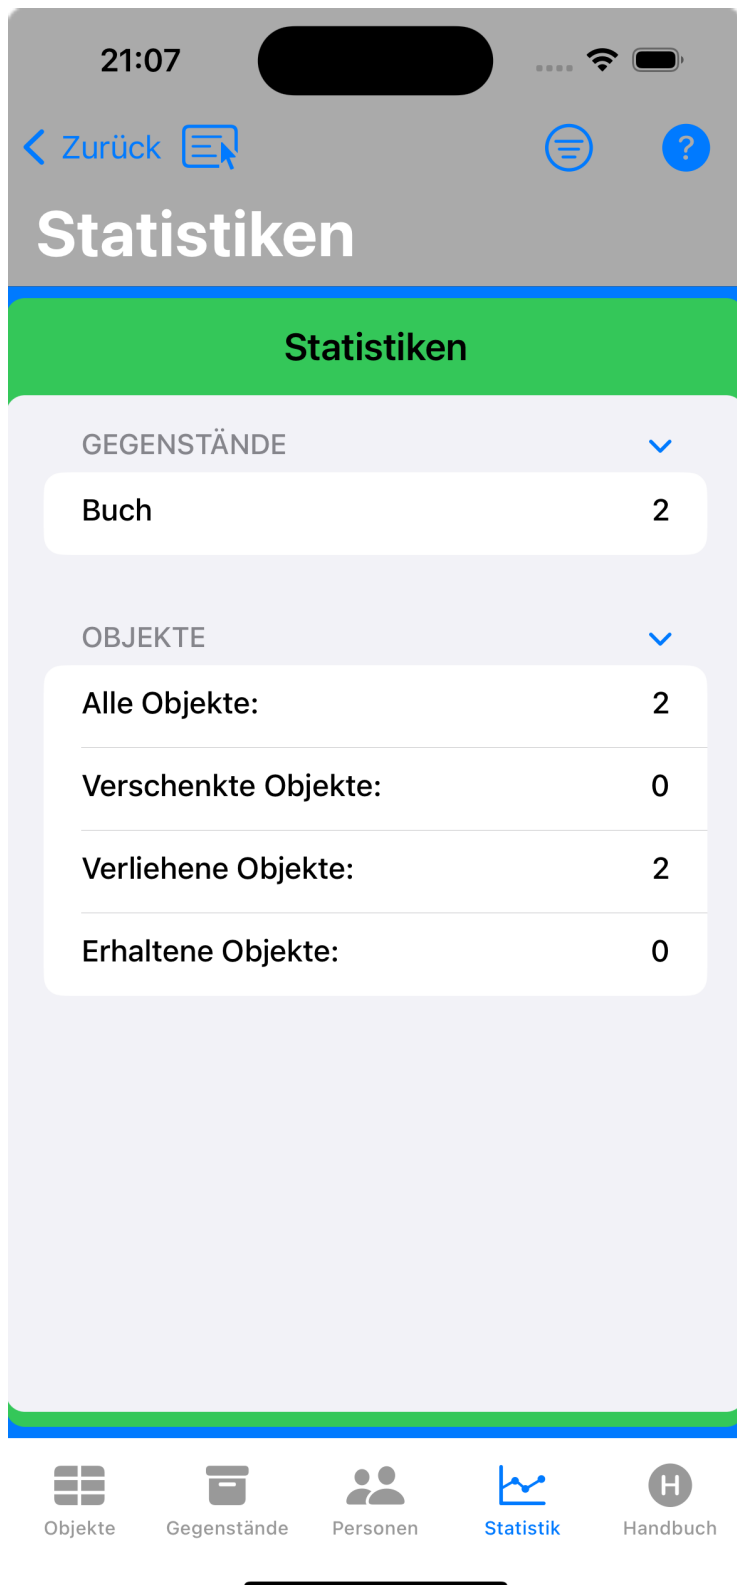 21:07
Zurück
?
Statistiken
Statistiken
GEGENSTÄNDE
Buch 2
OBJEKTE
Alle Objekte: 2
Verschenkte Objekte: 0
Verliehene Objekte: 2
Erhaltene Objekte: 0
H
Objekte Gegenstände Personen Statistik Handbuch